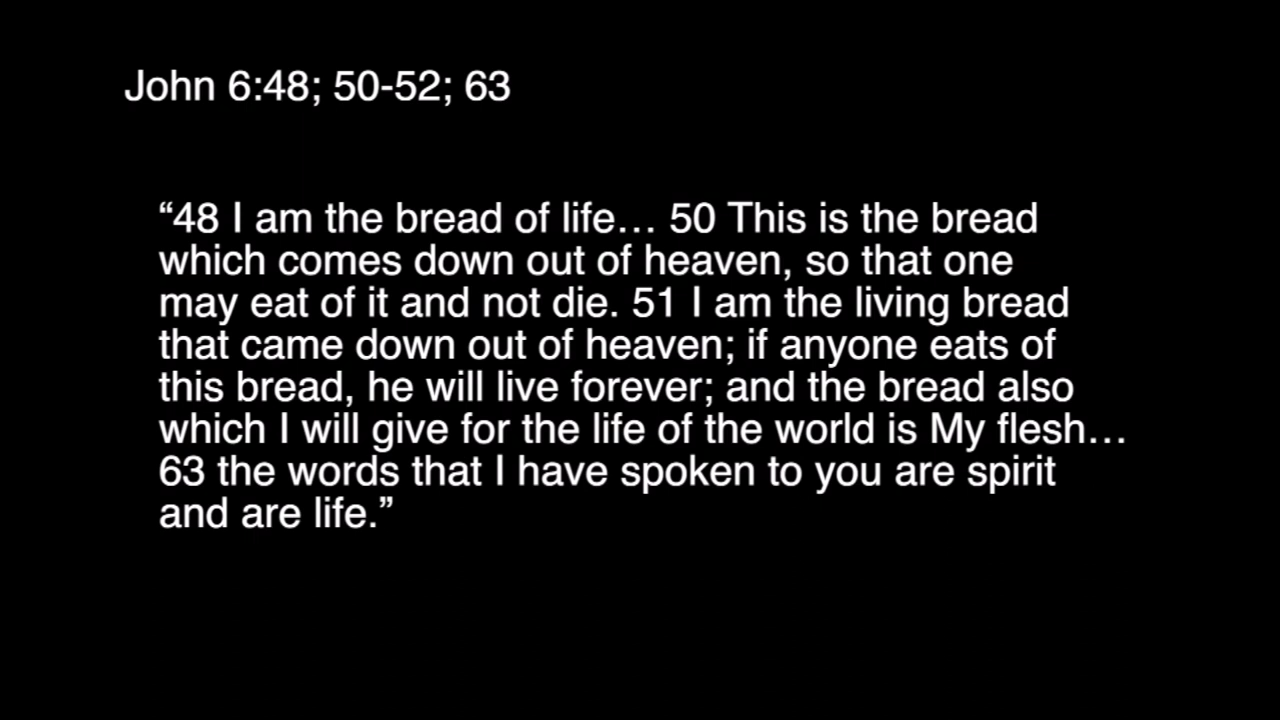 John 6:48; 50-52; 63
“48 I am the bread of life… 50 This is the bread
which comes down out of heaven, so that one
may eat of it and not die. 51 I am the living bread
that came down out of heaven; if anyone eats of
this bread, he will live forever; and the bread also
which I will give for the life of the world is My flesh…
63 the words that I have spoken to you are spirit
and are life.”